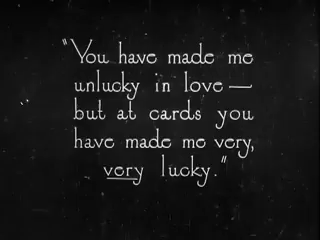 "You have made me
unlucky in love —
but at cards you
have made me very,
very lucky."